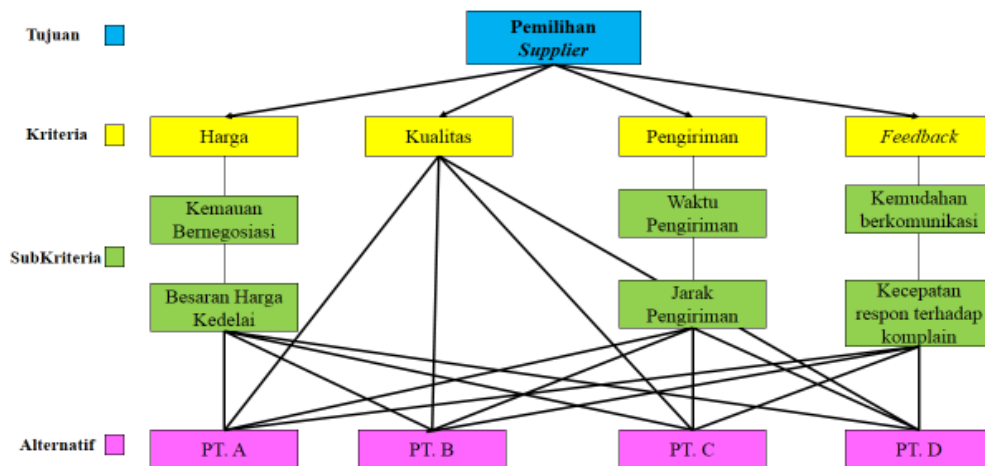 Tujuan
Pemilihan
Supplier
Kriteria
Harga
Kualitas
Pengiriman
Feedback
SubKriteria
Kemauan
Bernegosiasi
Waktu
Pengiriman
Kemudahan
berkomunikasi
Besaran Harga
Kedelai
Jarak
Pengiriman
Kecepatan
respon terhadap
komplain
Alternatif
PT. A
PT. B
PT. C
PT. D